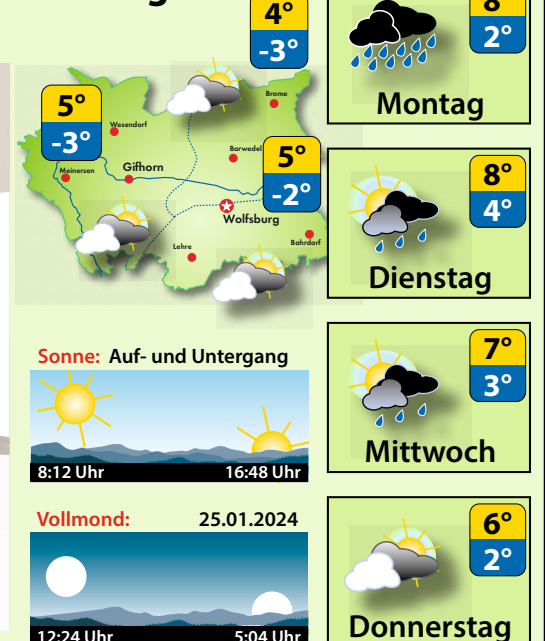 4°
-3°
Brome
5°
-3°
Wesendorf
Barwedel
5°
-2°
Meinersen
Gifhorn
Wolfsburg
Lehre
Bahrdorf
8
2°
Montag
8°
4°
Dienstag
7°
3°
Mittwoch
6°
2°
Donnerstag
Sonne: Auf- und Untergang
8:12 Uhr 16:48 Uhr
Vollmond: 25.01.2024
12:24 Uhr 5:04 Uhr